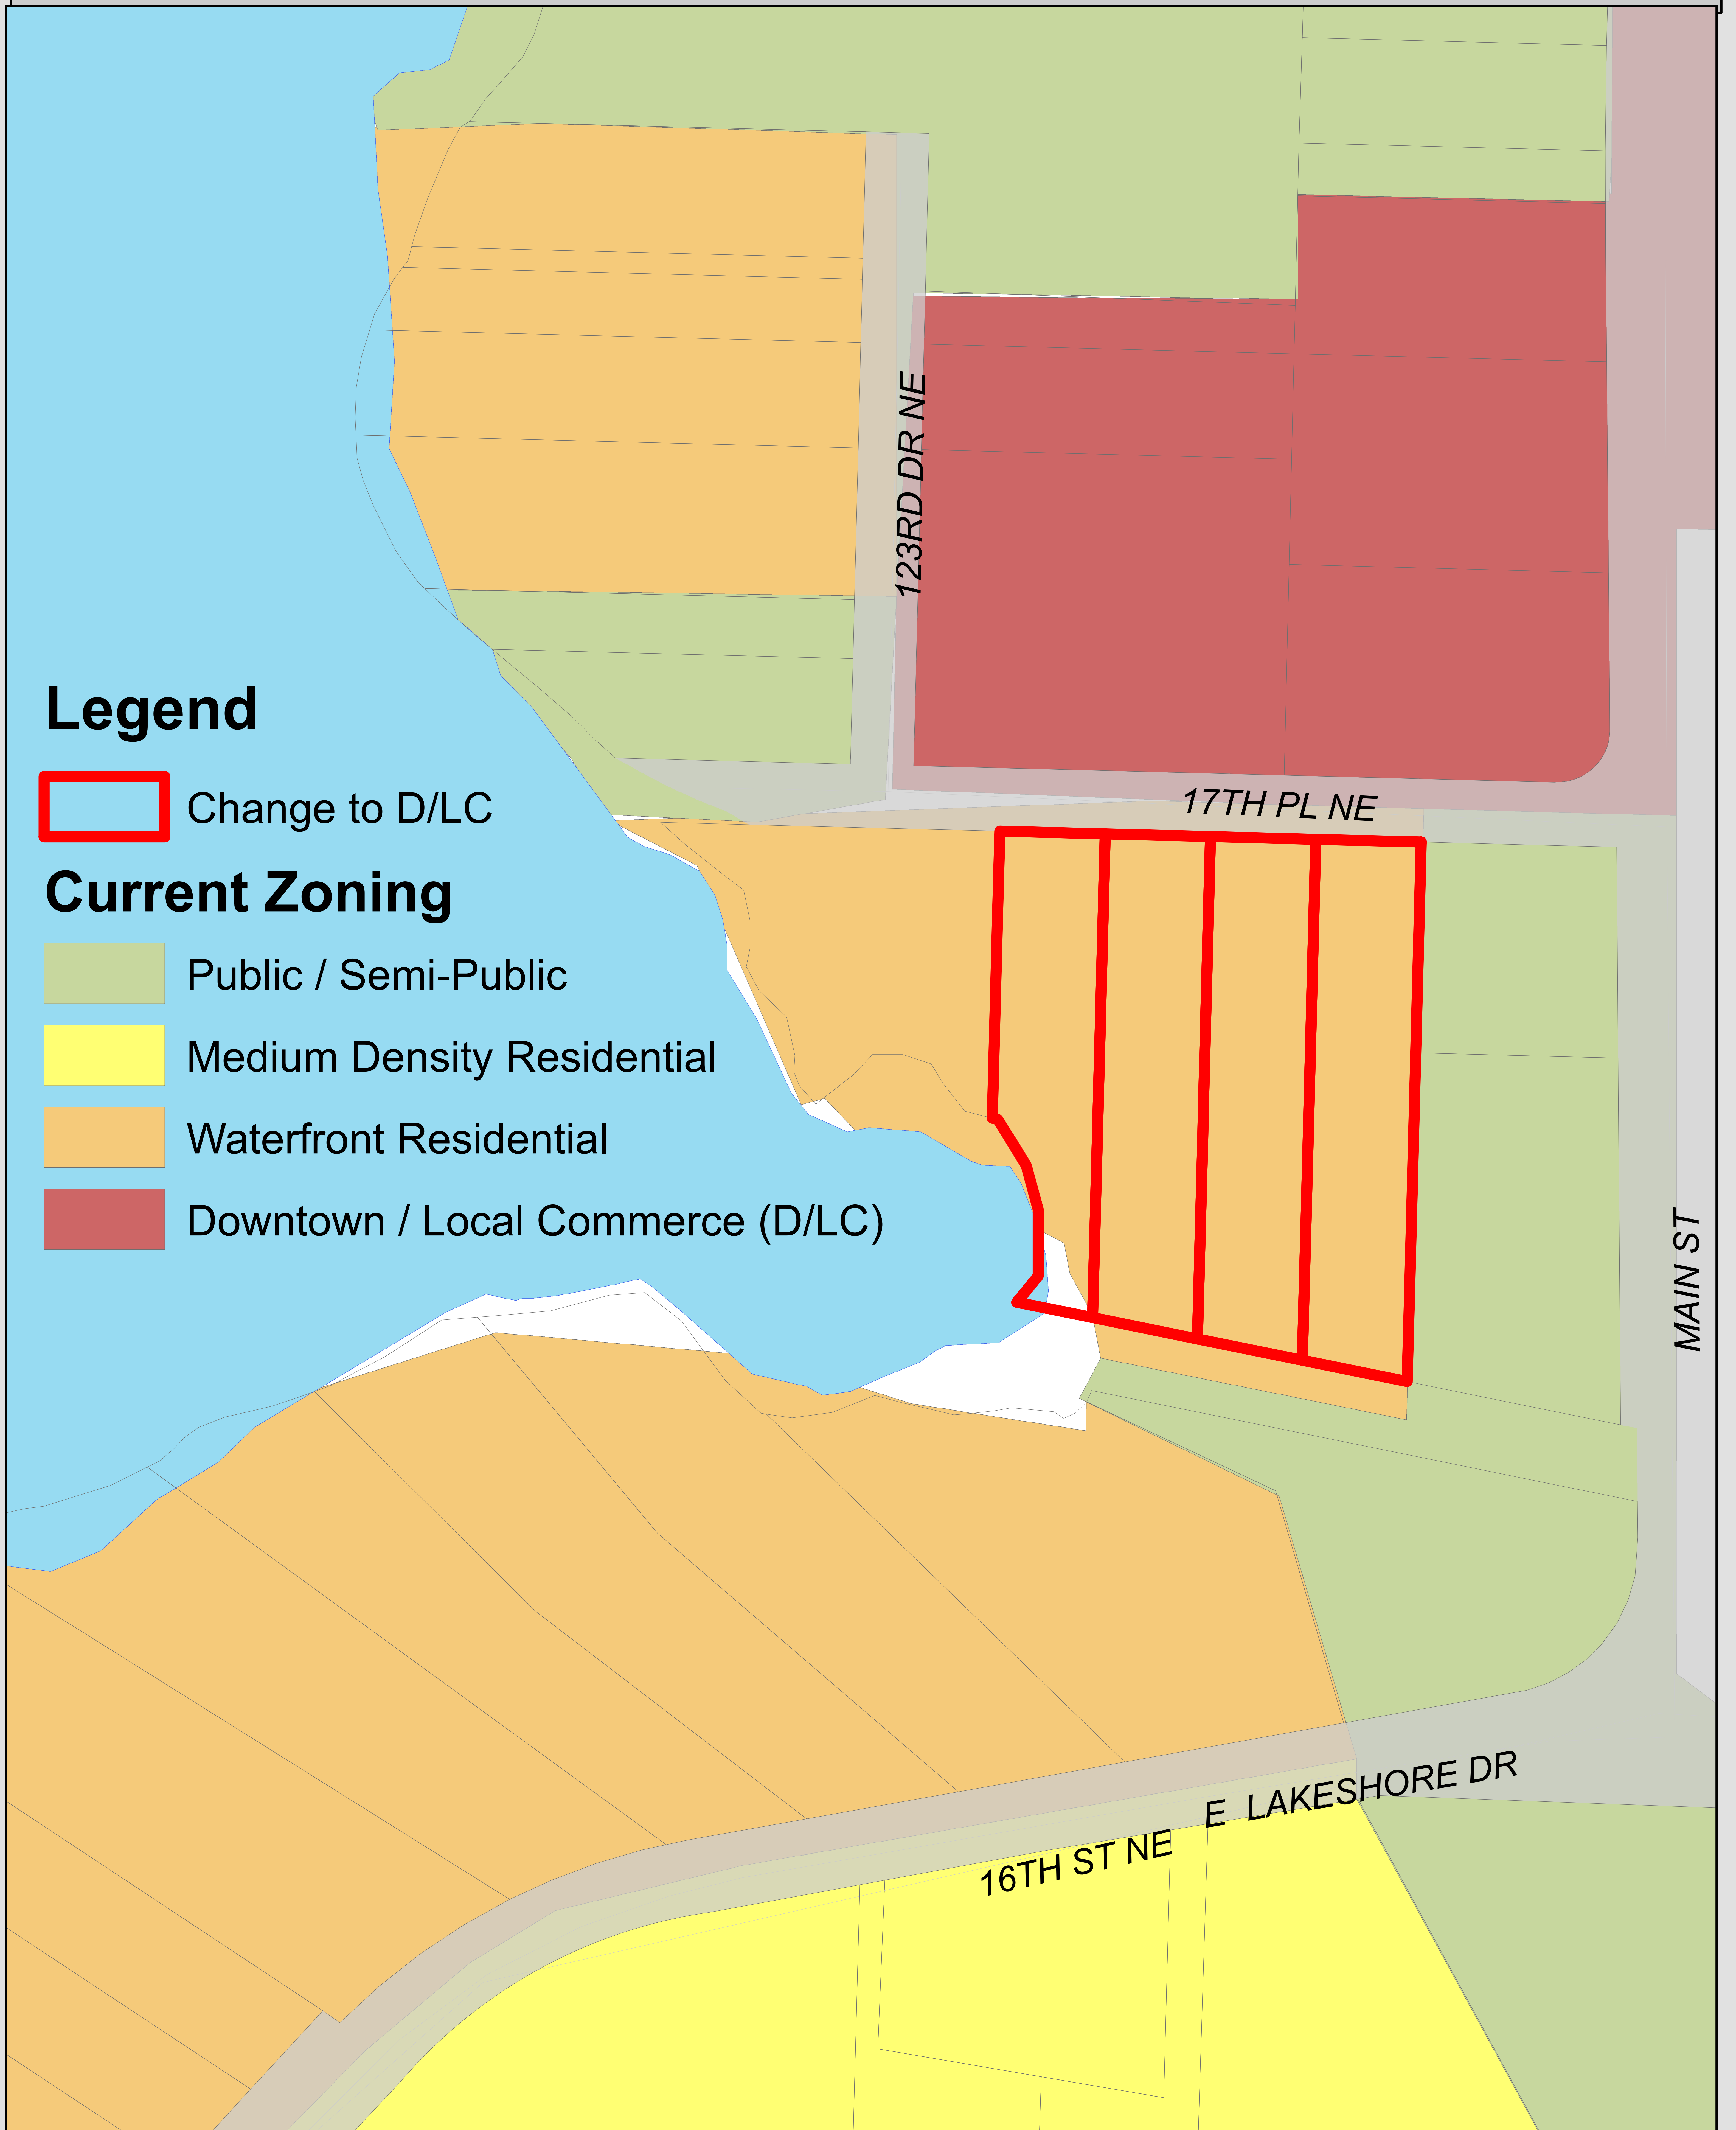 123RD DR NE
Legend
Change to D/LC
17TH PL NE
Current Zoning
Public / Semi-Public
Medium Density Residential
Waterfront Residential
Downtown / Local Commerce (D/LC)
MAIN ST
E LAKESHORE DR
16TH ST NE